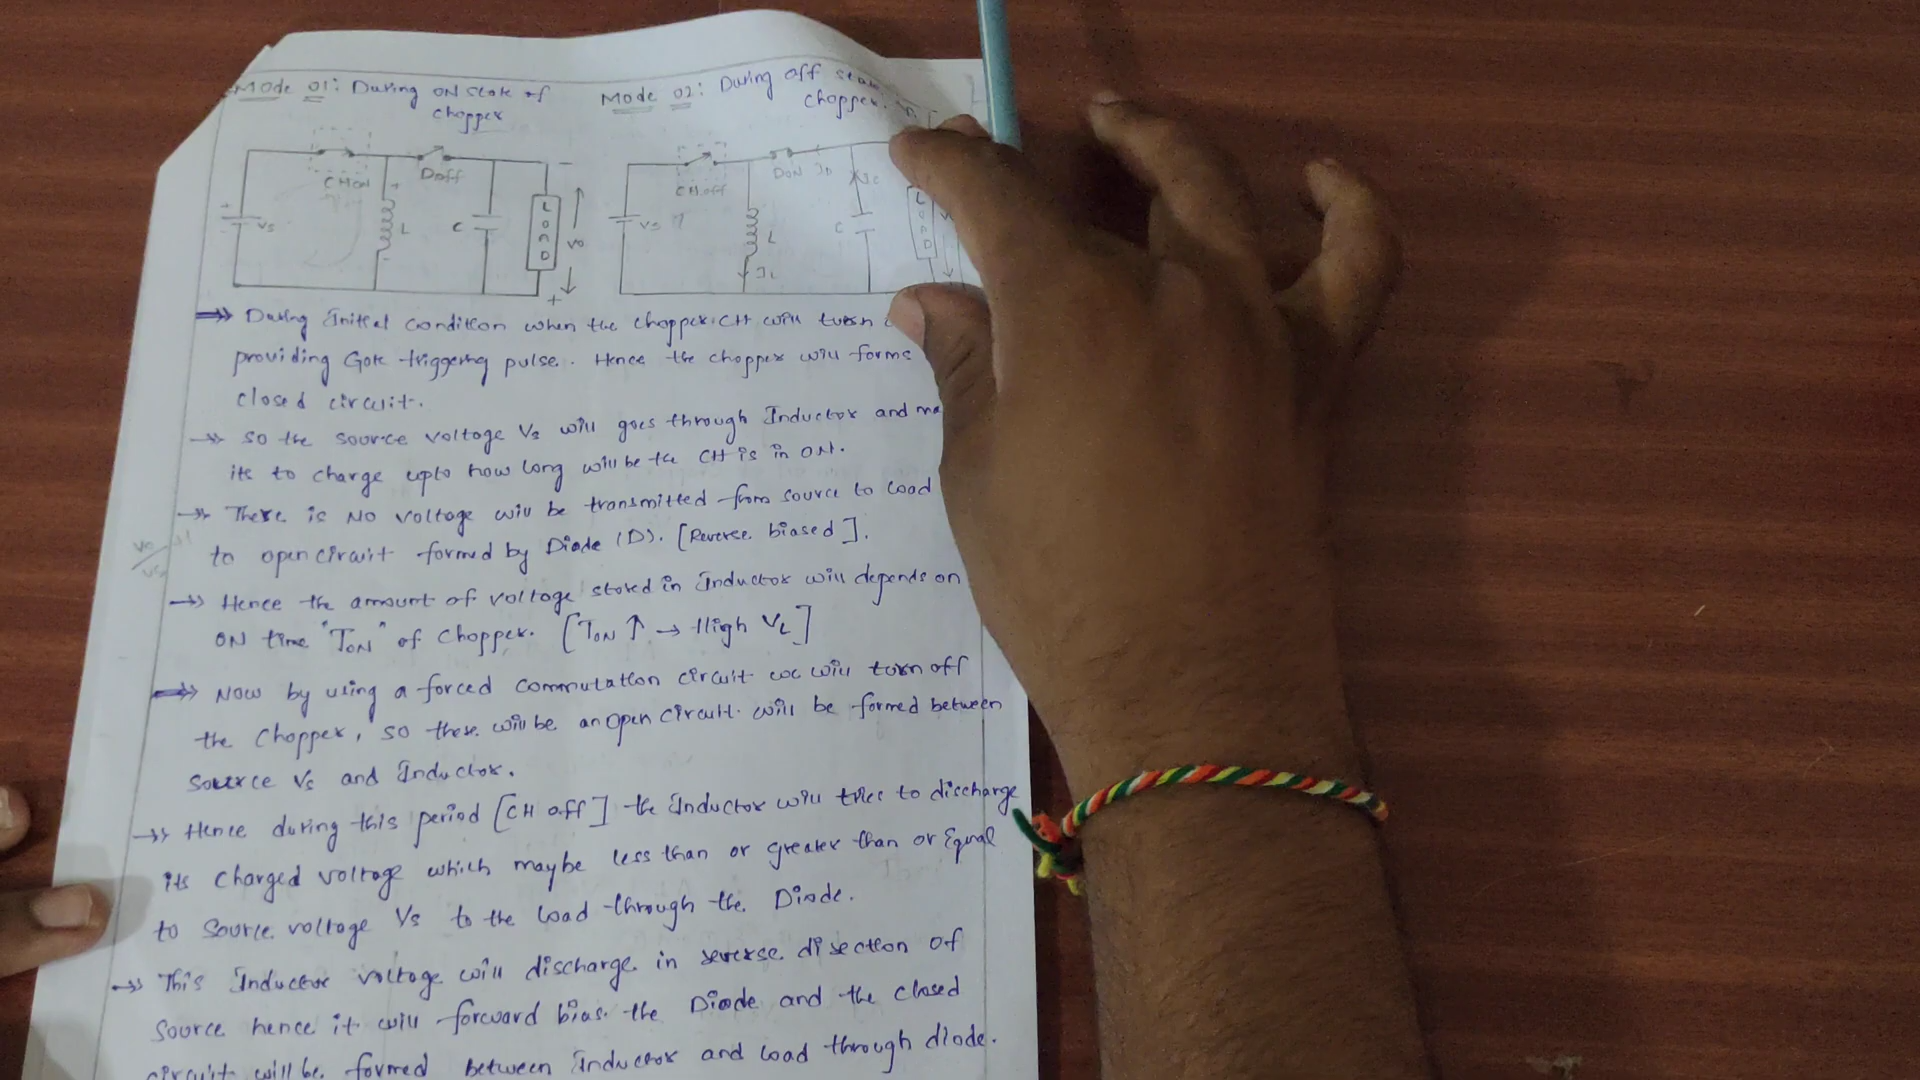 Mode 01: During ON state of
chopper
Mode 02: During off
chopper.
CH ON
Doff
+
Vs
L
C
LOAD
Vo
+
CH off
DON ID
Ic
Vs
L
IL
C
LOAD
During Initial condition when the chopper CH will turn
providing Gate triggering pulse. Hence the chopper will forms
closed circuit.
so the source voltage Vs will goes through Inductor and
its to charge upto how long will be the CH is in ON.
There is NO voltage will be transmitted from source to load
to open circuit formed by Diode (D). [Reverse biased].
Vo/Vs
Hence the amount of voltage stored in Inductor will depends on
ON time "TON" of chopper. [TON ↑ → High VL]
Now by using a forced commutation circuit we will turn off
the chopper, so there will be an open circuit will be formed between
source Vs and Inductor.
Hence during this period [CH off] the Inductor will tries to discharge
its charged voltage which maybe less than or greater than or Equal
to source voltage Vs to the load through the Diode.
This Inductor voltage will discharge in reverse direction of
source hence it will forward bias the Diode and the closed
circuit will be formed between Inductor and load through diode.